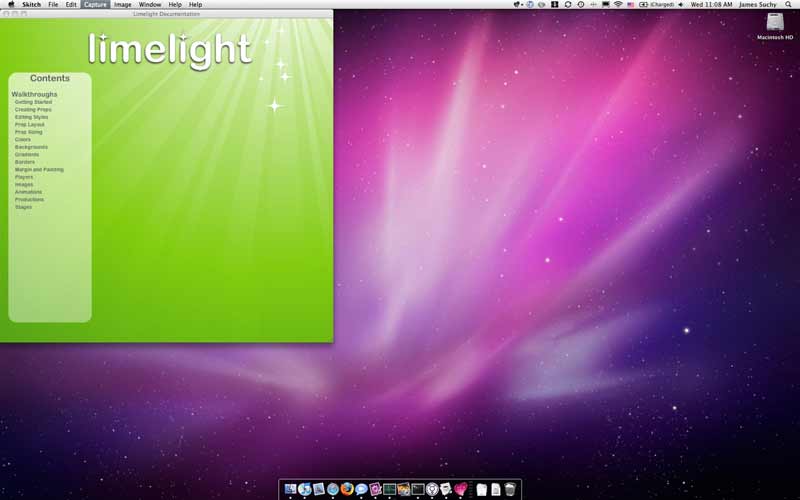 Skitch File Edit Capture Image Window Help Help (Charged) Wed 11:08 AM James Suchy
Limelight Documentation
limelight
Contents
Walkthroughs
Getting Started
Creating Props
Editing Styles
Prop Layout
Prop Sizing
Colors
Backgrounds
Gradients
Borders
Margin and Padding
Players
Images
Animations
Productions
Stages
Macintosh HD